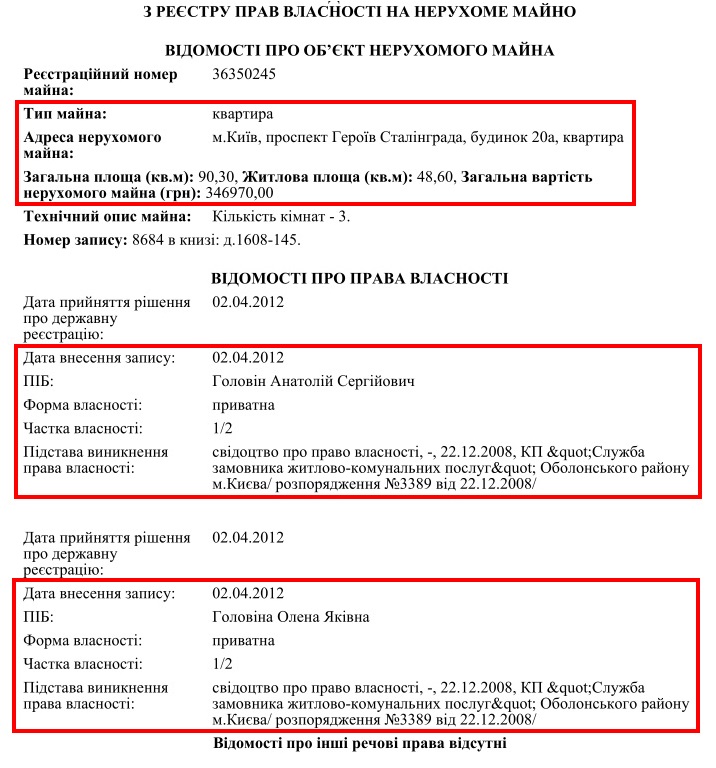 З РЕЄСТРУ ПРАВ ВЛАСНОСТІ НА НЕРУХОМЕ МАЙНО
ВІДОМОСТІ ПРО ОБ’ЄКТ НЕРУХОМОГО МАЙНА
Реєстраційний номер 36350245
майна:
Тип майна: квартира
Адреса нерухомого м.Київ, проспект Героїв Сталінграда, будинок 20а, квартира
майна:
Загальна площа (кв.м): 90,30, Житлова площа (кв.м): 48,60, Загальна вартість
нерухомого майна (грн): 346970,00
Технічний опис майна: Кількість кімнат - 3.
Номер запису: 8684 в книзі: д.1608-145.
ВІДОМОСТІ ПРО ПРАВА ВЛАСНОСТІ
Дата прийняття рішення 02.04.2012
про державну
реєстрацію:
Дата внесення запису: 02.04.2012
ПІБ: Головін Анатолій Сергійович
Форма власності: приватна
Частка власності: 1/2
Підстава виникнення свідоцтво про право власності, -, 22.12.2008, КП &quot;Служба
права власності: замовника житлово-комунальних послуг&quot; Оболонського району
м.Києва/ розпорядження №3389 від 22.12.2008/
Дата прийняття рішення 02.04.2012
про державну
реєстрацію:
Дата внесення запису: 02.04.2012
ПІБ: Головіна Олена Яківна
Форма власності: приватна
Частка власності: 1/2
Підстава виникнення свідоцтво про право власності, -, 22.12.2008, КП &quot;Служба
права власності: замовника житлово-комунальних послуг&quot; Оболонського району
м.Києва/ розпорядження №3389 від 22.12.2008/
Відомості про інші речові права відсутні